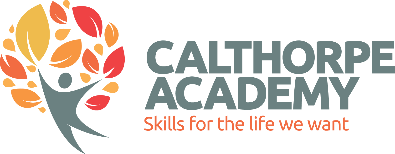 CALTHORPE
ACADEMY
Skills for the life we want